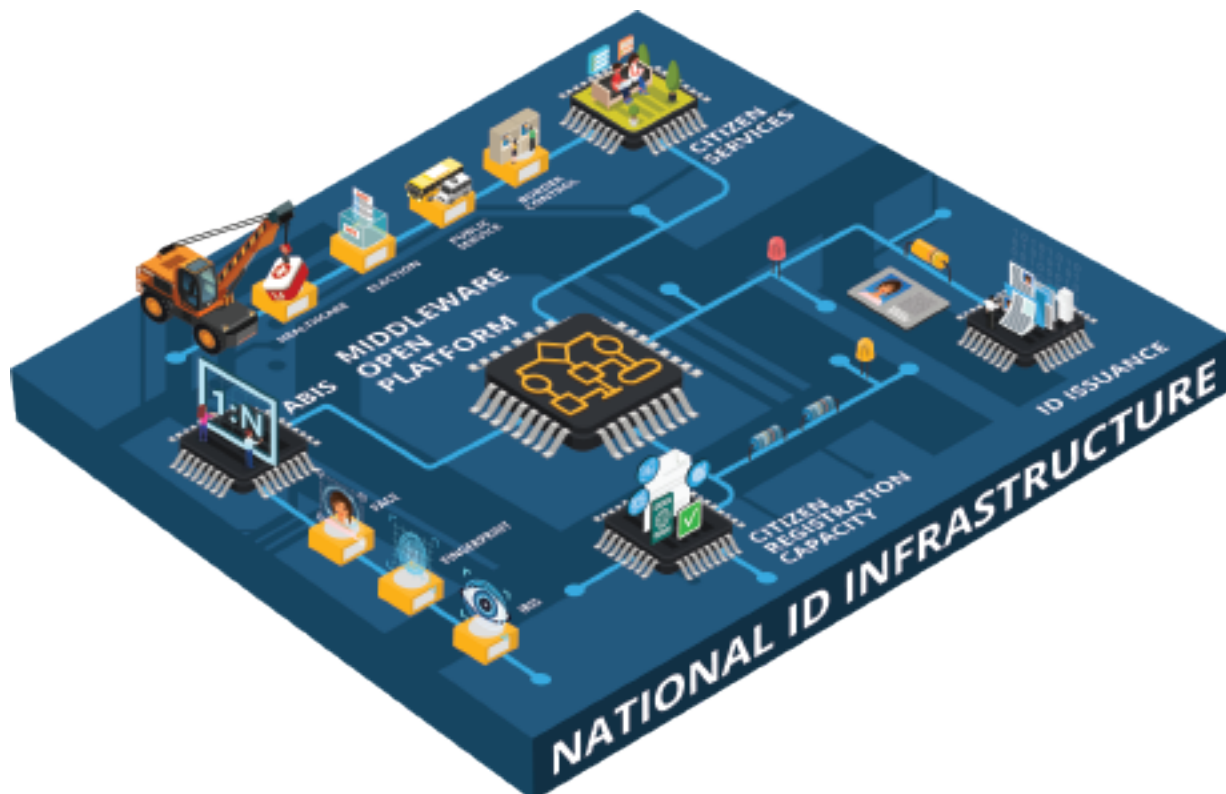 CITIZEN
SERVICES
BORDER
CONTROL
PUBLIC
SERVICE
ELECTION
HEALTHCARE
MIDDLEWARE
OPEN
PLATFORM
ABIS
1:N
FACE
FINGERPRINT
IRIS
CITIZEN
REGISTRATION
CAPACITY
ID ISSUANCE
NATIONAL ID INFRASTRUCTURE